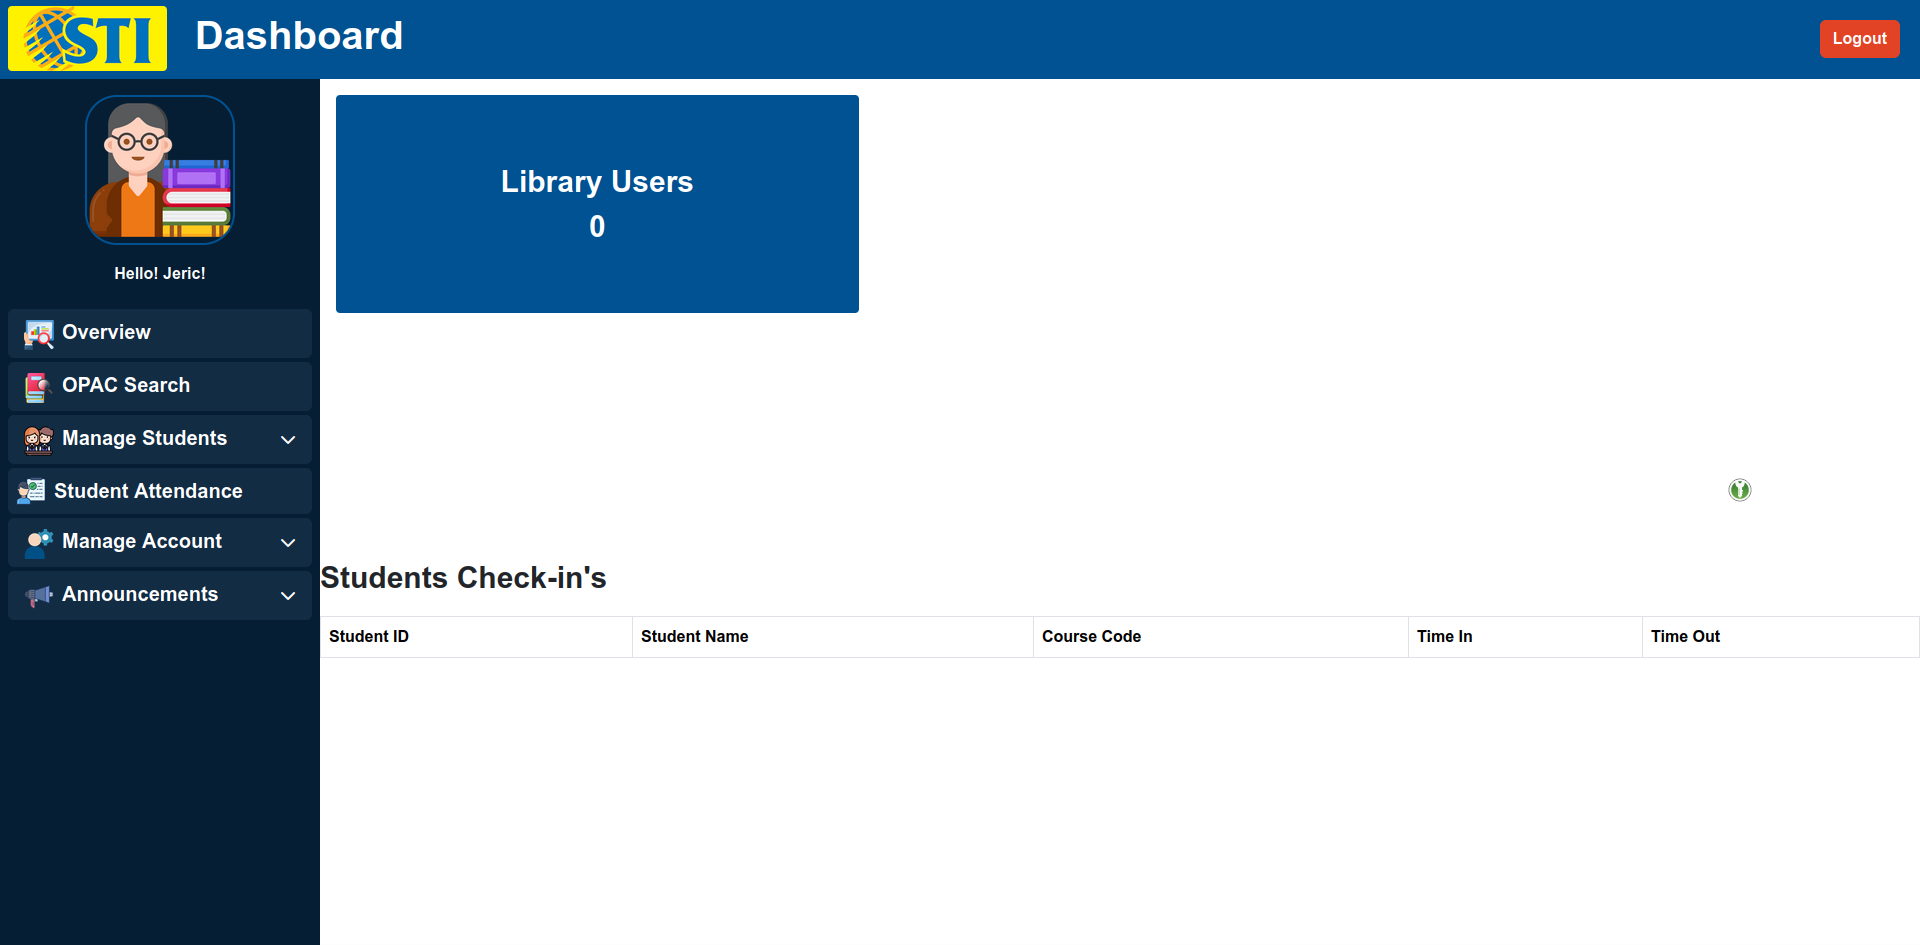 STI
Dashboard
Logout
Hello! Jeric!
Overview
OPAC Search
Manage Students
Student Attendance
Manage Account
Announcements
Library Users
0
Students Check-in's
Student ID
Student Name
Course Code
Time In
Time Out